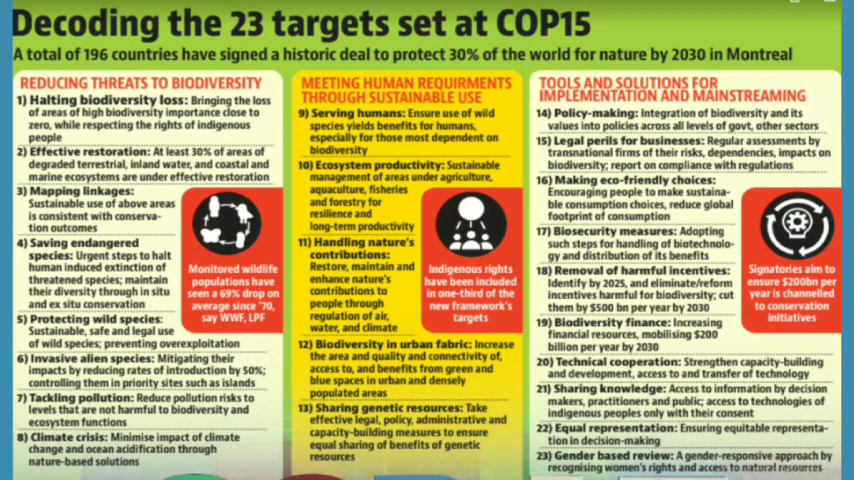 Decoding the 23 targets set at COP15
A total of 196 countries have signed a historic deal to protect 30% of the world for nature by 2030 in Montreal
REDUCING THREATS TO BIODIVERSITY
1) Halting biodiversity loss: Bringing the loss
of areas of high biodiversity importance close to
zero, while respecting the rights of indigenous
people
2) Effective restoration: At least 30% of areas of
degraded terrestrial, inland water, and coastal and
marine ecosystems are under effective restoration
3) Mapping linkages:
Sustainable use of above areas
is consistent with conserva-
tion outcomes
4) Saving endangered
species: Urgent steps to halt
human induced extinction of
threatened species; maintain
their diversity through in situ
and ex situ conservation
5) Protecting wild species:
Sustainable, safe and legal use
of wild species; preventing overexploitation
6) Invasive alien species: Mitigating their
impacts by reducing rates of introduction by 50%;
controlling them in priority sites such as islands
7) Tackling pollution: Reduce pollution risks to
levels that are not harmful to biodiversity and
ecosystem functions
8) Climate crisis: Minimise impact of climate
change and ocean acidification through
nature-based solutions
Monitored wildlife
populations have
seen a 69% drop on
average since '70,
say WWF, LPF
MEETING HUMAN REQUIRMENTS
THROUGH SUSTAINABLE USE
9) Serving humans: Ensure use of wild
species yields benefits for humans,
especially for those most dependent on
biodiversity
10) Ecosystem productivity: Sustainable
management of areas under agriculture,
aquaculture, fisheries
and forestry for
resilience and
long-term productivity
11) Handling nature's
contributions:
Restore, maintain and
enhance nature's
contributions to
people through
regulation of air,
water, and climate
12) Biodiversity in urban fabric: Increase
the area and quality and connectivity of,
access to, and benefits from green and
blue spaces in urban and densely
populated areas
13) Sharing genetic resources: Take
effective legal, policy, administrative and
capacity-building measures to ensure
equal sharing of benefits of genetic
resources
Indigenous rights
have been included
in one-third of the
new framework's
targets
TOOLS AND SOLUTIONS FOR
IMPLEMENTATION AND MAINSTREAMING
14) Policy-making: Integration of biodiversity and its
values into policies across all levels of govt, other sectors
15) Legal perils for businesses: Regular assessments by
transnational firms of their risks, dependencies, impacts on
biodiversity; report on compliance with regulations
16) Making eco-friendly choices:
Encouraging people to make sustaina-
ble consumption choices, reduce global
footprint of consumption
17) Biosecurity measures: Adopting
such steps for handling of biotechnolo-
gy and distribution of its benefits
18) Removal of harmful incentives:
Identify by 2025, and eliminate/reform
incentives harmful for biodiversity; cut
them by $500 bn per year by 2030
19) Biodiversity finance: Increasing
financial resources, mobilising $200
billion per year by 2030
20) Technical cooperation: Strengthen capacity-building
and development, access to and transfer of technology
21) Sharing knowledge: Access to information by decision
makers, practitioners and public; access to technologies of
indigenous peoples only with their consent
22) Equal representation: Ensuring equitable representa-
tion in decision-making
23) Gender based review: A gender-responsive approach by
recognising women's rights and access to natural resources
Signatories aim to
ensure $200bn per
year is channelled
to conservation
initiatives